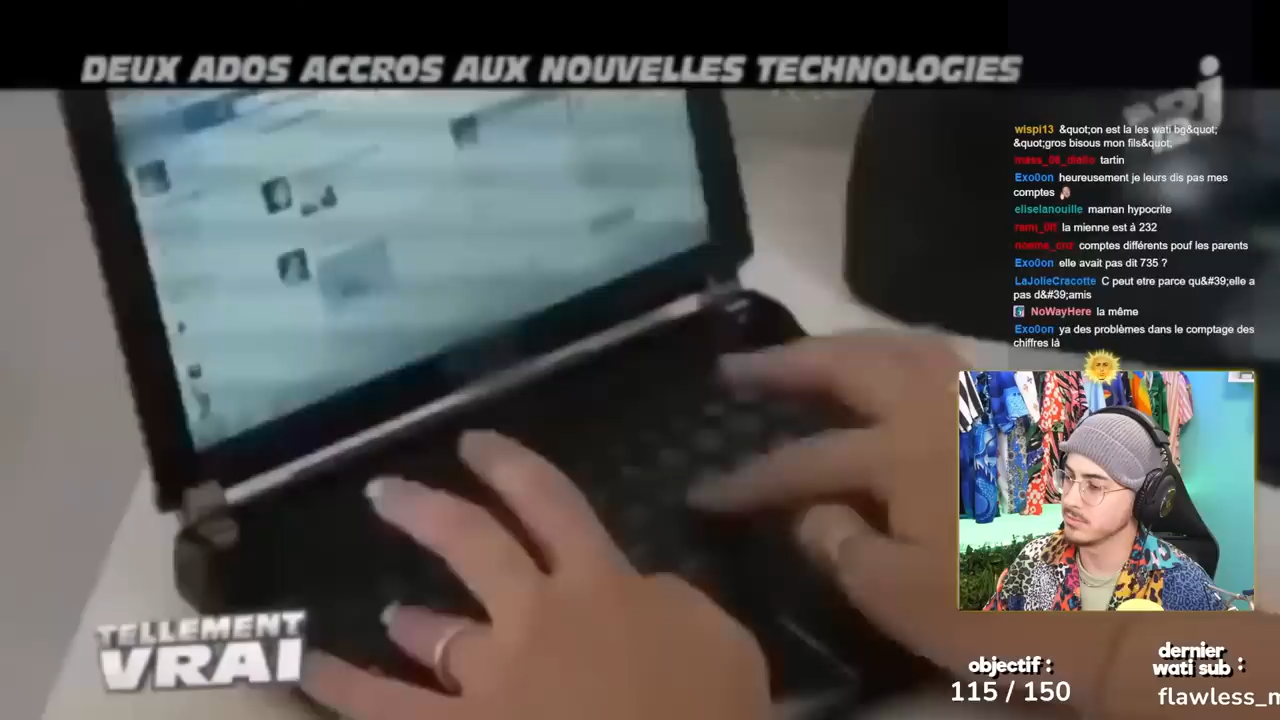 DEUX ADOS ACCROS AUX NOUVELLES TECHNOLOGIES
nrj
wispi13 &quot;on est la les wati bg&quot;
&quot;gros bisous mon fils&quot;
mass_06_diallo tartin
Exo0on heureusement je leurs dis pas mes
comptes
eliselanouille maman hypocrite
la mienne est à 232
noeme_cru comptes différents pouf les parents
Exo0on elle avait pas dit 735 ?
LaJolieCracotte C peut etre parce qu&#39;elle a
pas d&#39;amis
NoWayHere la même
Exo0on ya des problèmes dans le comptage des
chiffres là
TELLEMENT
VRAI
objectif :
115 / 150
dernier
wati sub :
flawless_m